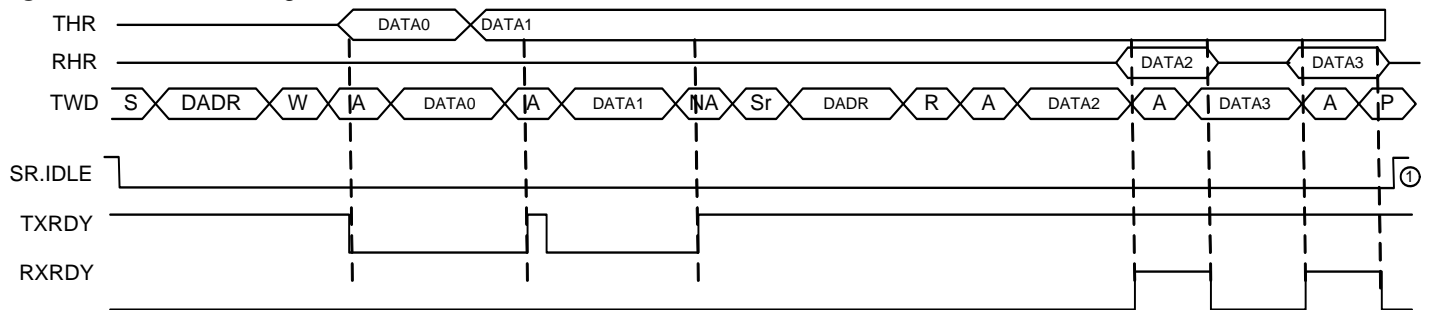 THR DATA0 DATA1
RHR DATA2 DATA3
TWD S DADR W A DATA0 A DATA1 NA Sr DADR R A DATA2 A DATA3 A P
SR.IDLE 1
TXRDY
RXRDY